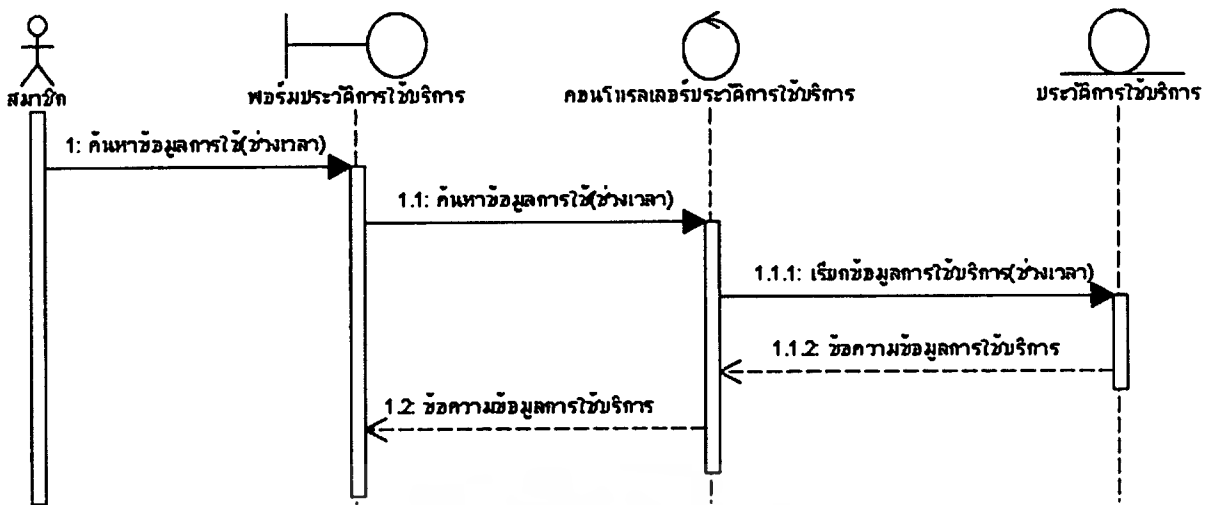 สมาชิก
ฟอร์มประวัติการใช้บริการ
คอนโทรลเลอร์ประวัติการใช้บริการ
ประวัติการใช้บริการ
1: ค้นหาข้อมูลการใช้(ช่วงเวลา)
1.1: ค้นหาข้อมูลการใช้(ช่วงเวลา)
1.1.1: เรียกข้อมูลการใช้บริการ(ช่วงเวลา)
1.1.2: ข้อความข้อมูลการใช้บริการ
1.2: ข้อความข้อมูลการใช้บริการ